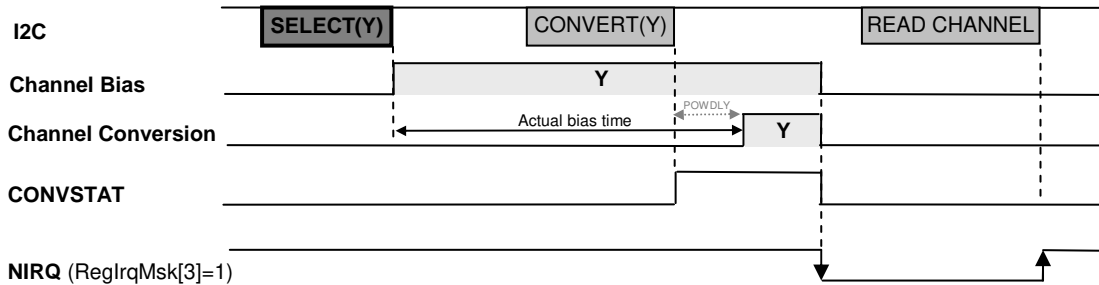 I2C
SELECT(Y)
CONVERT(Y)
READ CHANNEL
Channel Bias
Y
POWDLY
Channel Conversion
Actual bias time
Y
CONVSTAT
NIRQ (RegIrqMsk[3]=1)